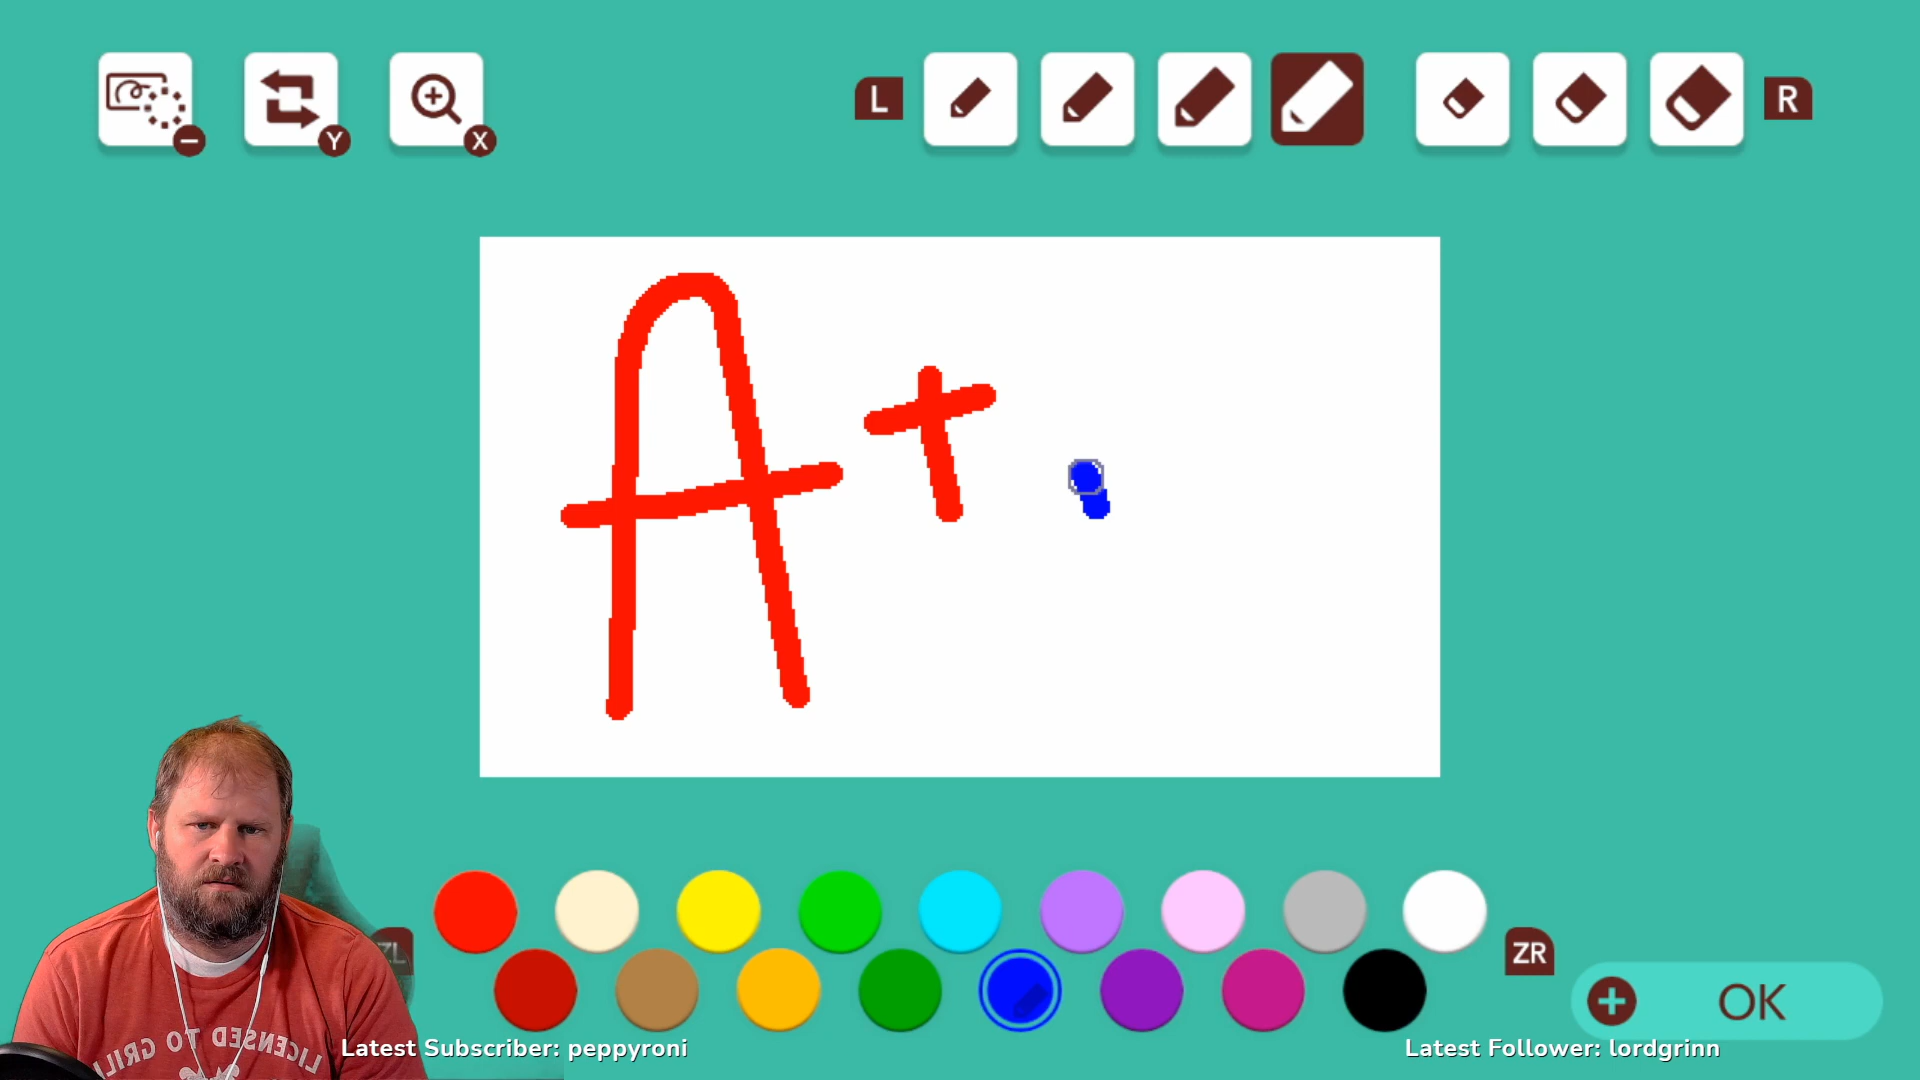 − Y X L R
A+
ZL ZR
+ OK
LICENSED TO GRILL
Latest Subscriber: peppyroni
Latest Follower: lordgrinn